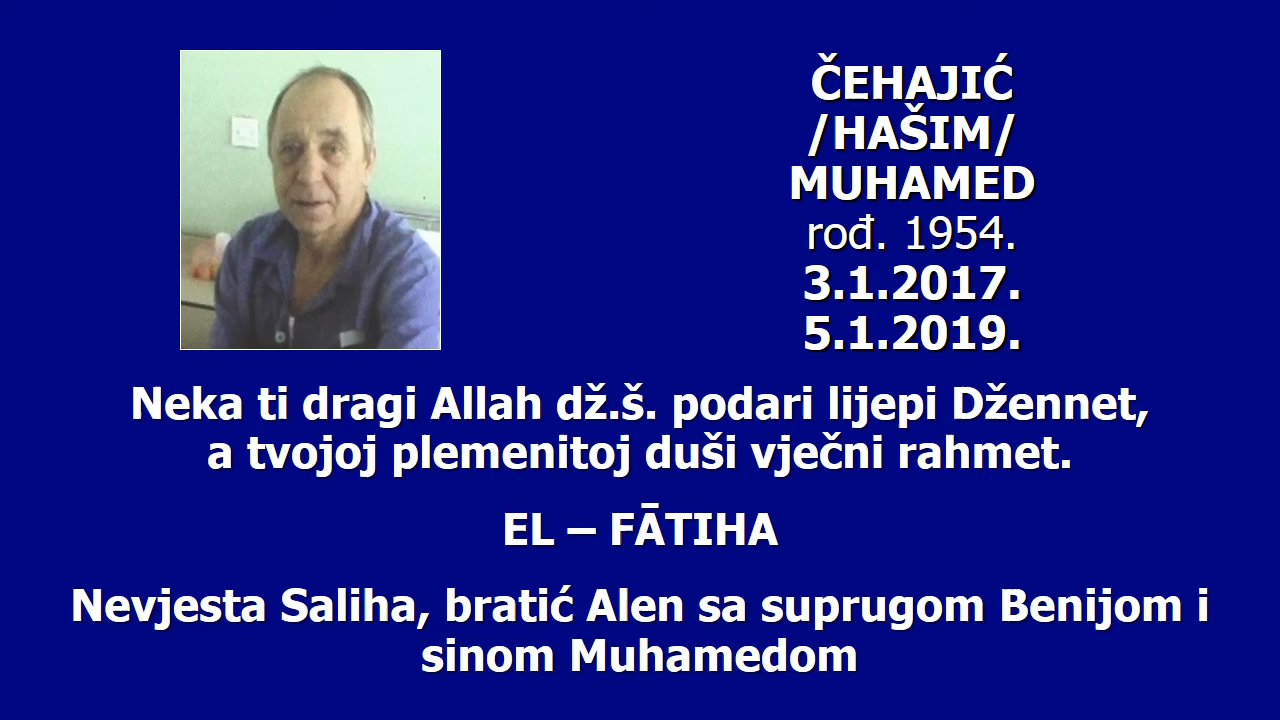 ČEHAJIĆ
/HAŠIM/
MUHAMED
rođ. 1954.
3.1.2017.
5.1.2019.
Neka ti dragi Allah dž.š. podari lijepi Džennet,
a tvojoj plemenitoj duši vječni rahmet.
EL – FĀTIHA
Nevjesta Saliha, bratić Alen sa suprugom Benijom i
sinom Muhamedom